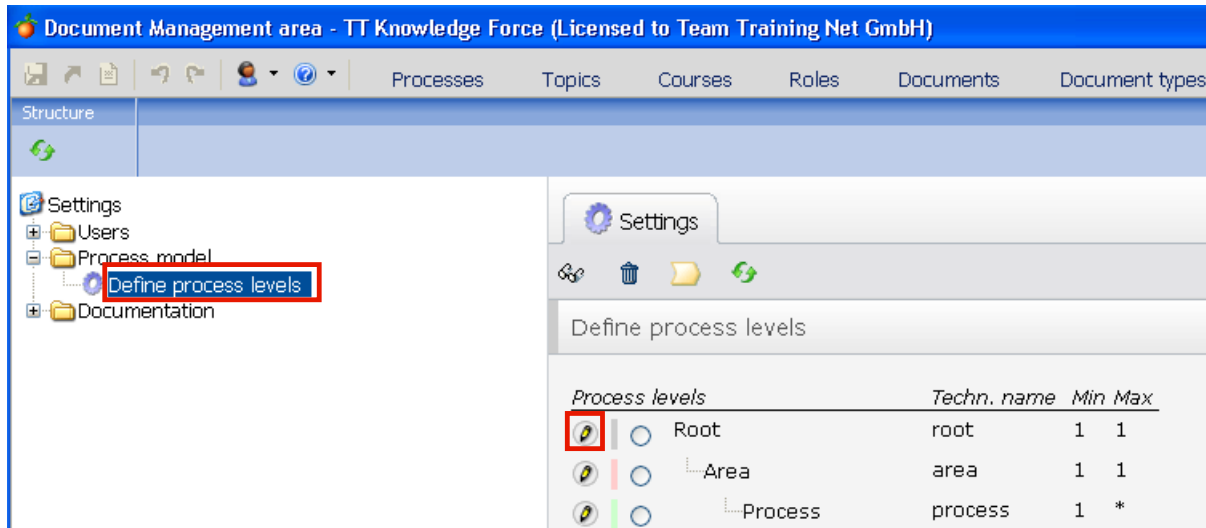 Document Management area - TT Knowledge Force (Licensed to Team Training Net GmbH)
Processes Topics Courses Roles Documents Document types
Structure
Settings
Users
Process model
Define process levels
Documentation
Settings
Define process levels
Process levels Techn. name Min Max
Root root 1 1
Area area 1 1
Process process 1 *